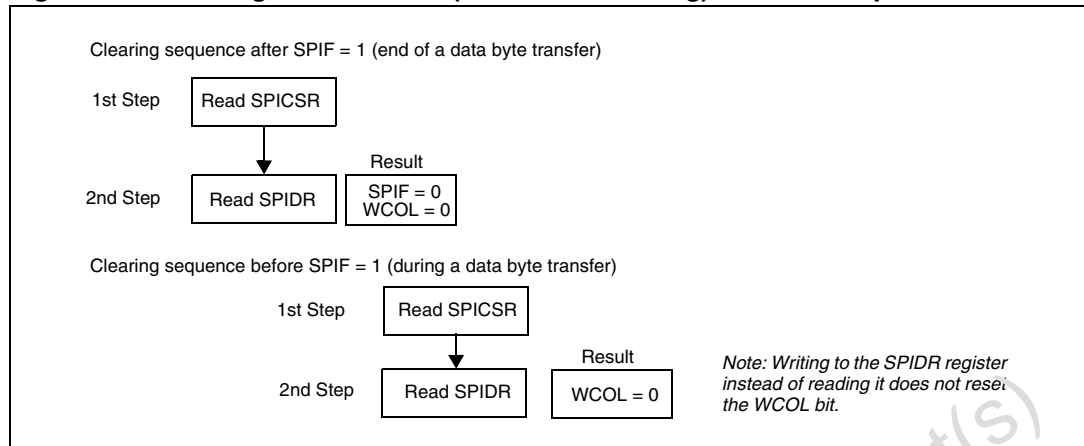 Clearing sequence after SPIF = 1 (end of a data byte transfer)
1st Step
Read SPICSR
Result
2nd Step
Read SPIDR
SPIF = 0
WCOL = 0
Clearing sequence before SPIF = 1 (during a data byte transfer)
1st Step
Read SPICSR
Result
2nd Step
Read SPIDR
WCOL = 0
Note: Writing to the SPIDR register
instead of reading it does not reset
the WCOL bit.